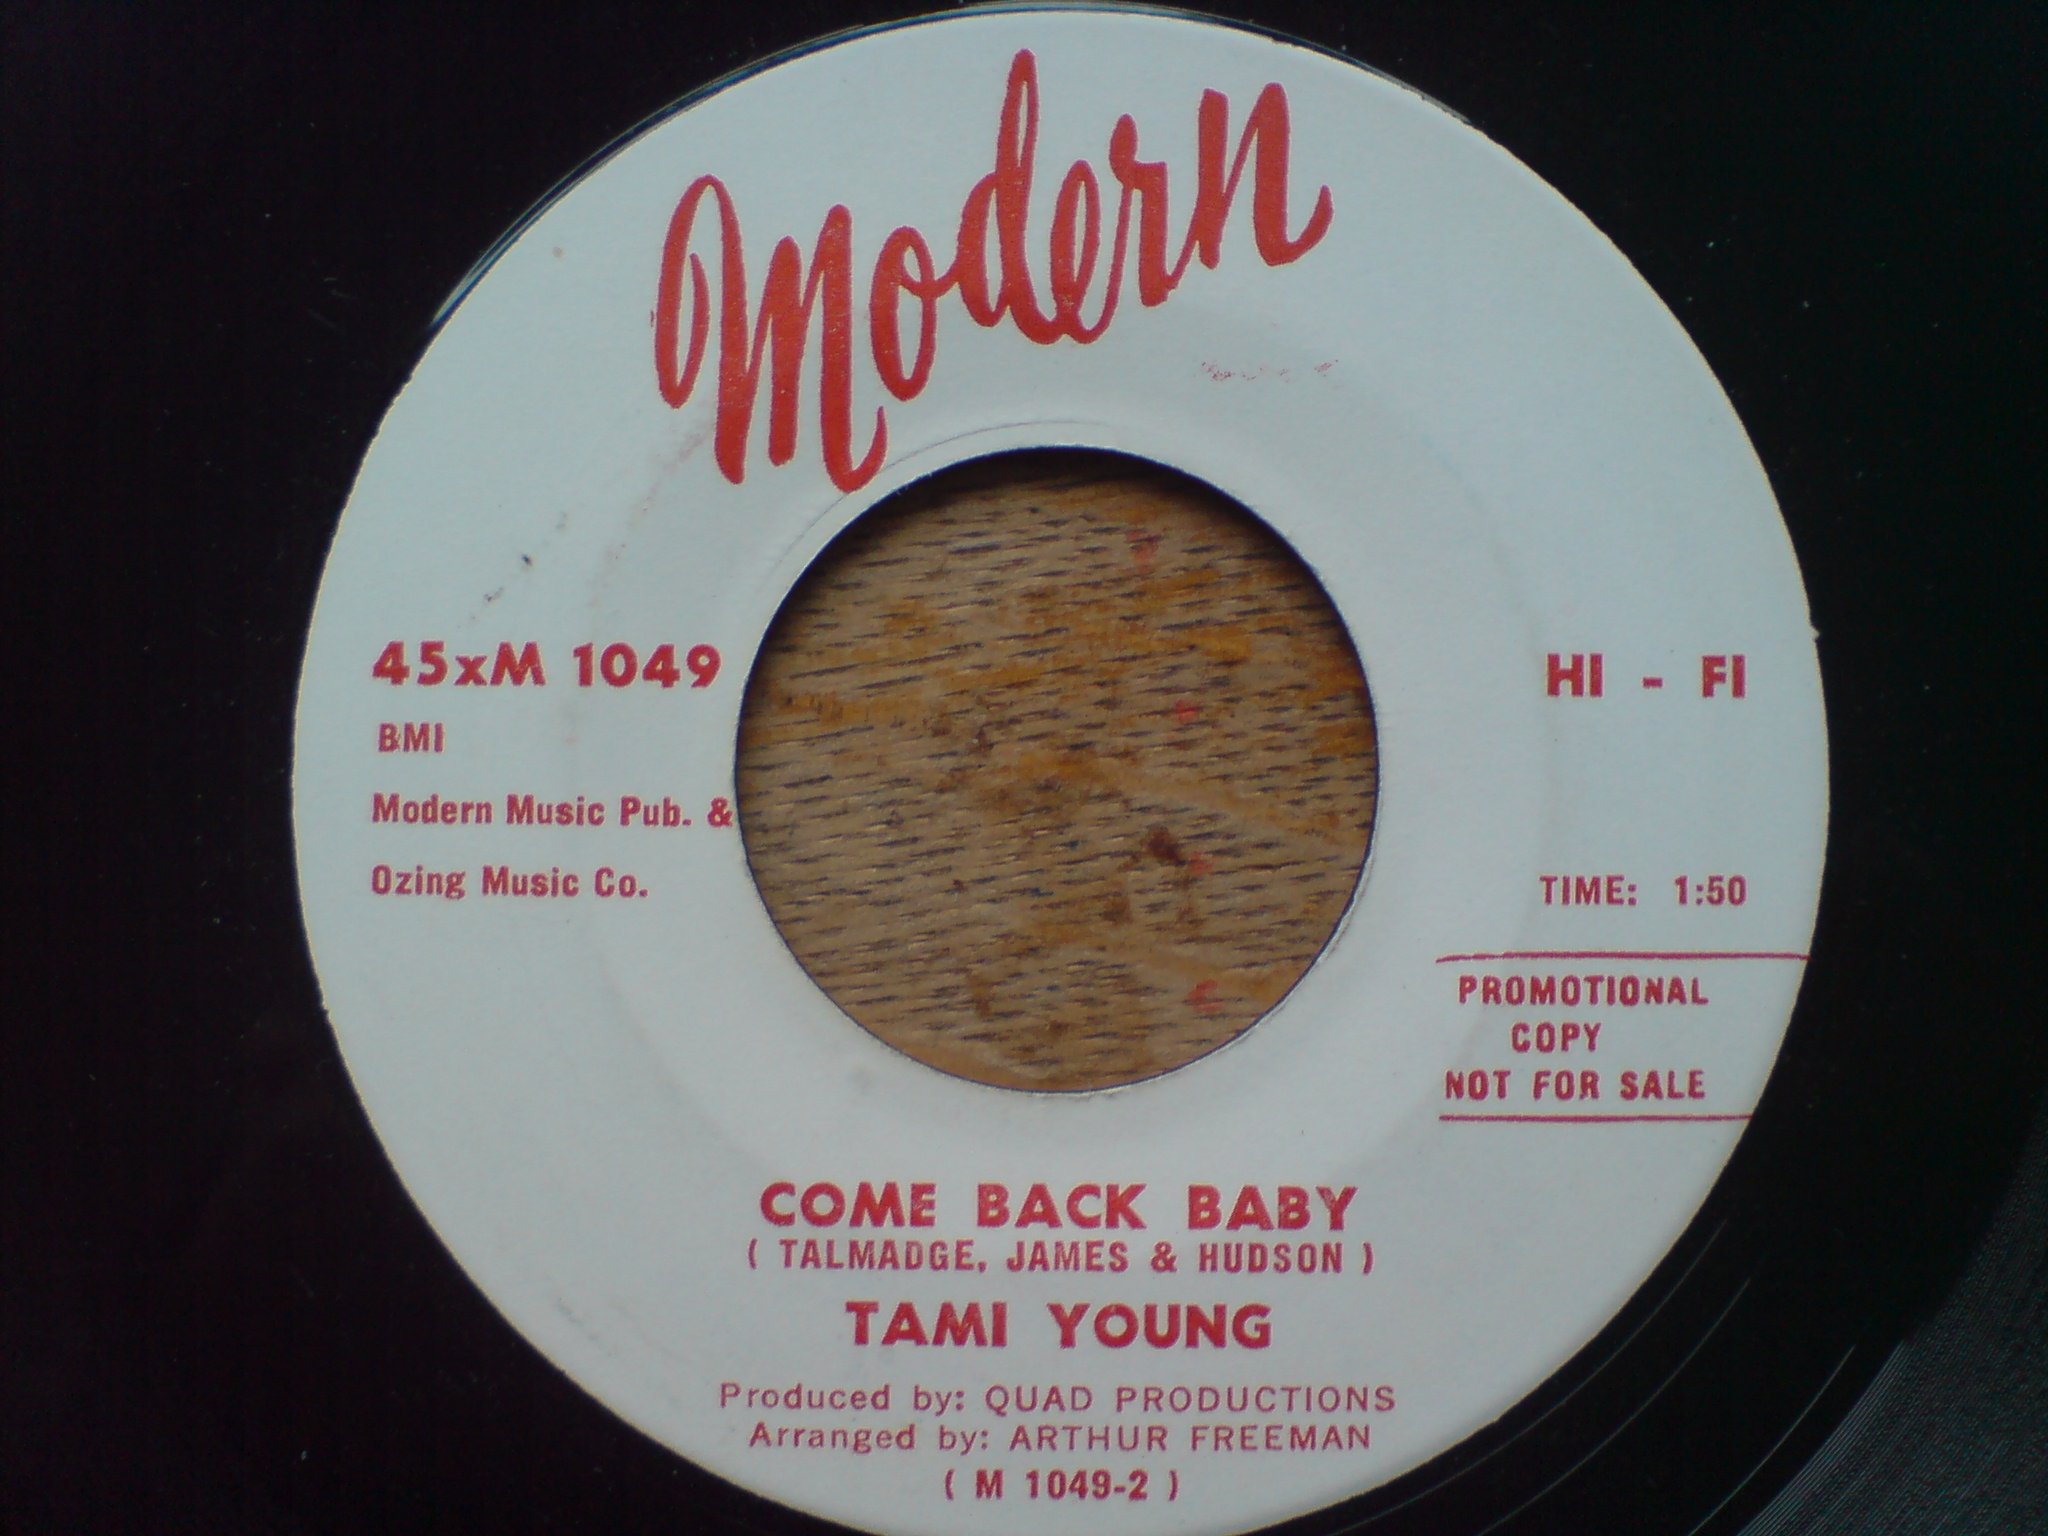 Modern
45xM 1049
HI - FI
BMI
Modern Music Pub. &
Ozing Music Co.
TIME: 1:50
PROMOTIONAL
COPY
NOT FOR SALE
COME BACK BABY
( TALMADGE, JAMES & HUDSON )
TAMI YOUNG
Produced by: QUAD PRODUCTIONS
Arranged by: ARTHUR FREEMAN
( M 1049-2 )